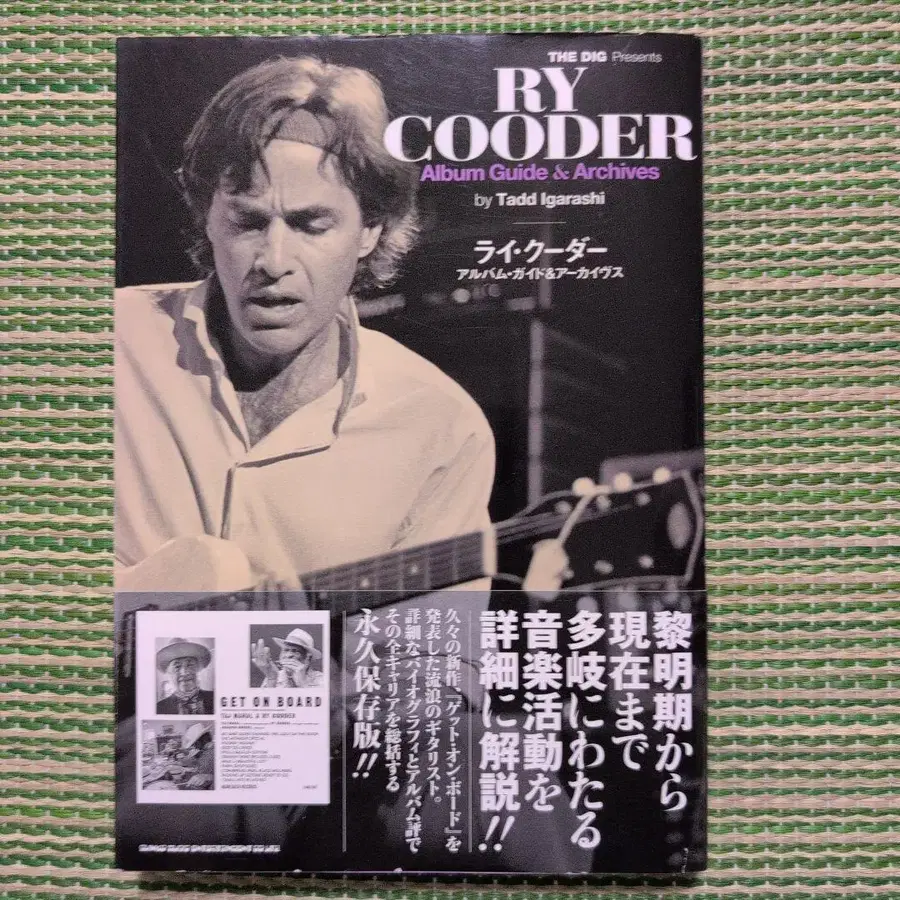 THE DIG Presents
RY
COODER
Album Guide & Archives
by Tadd Igarashi
ライ・クーダー
アルバム・ガイド&アーカイヴス
黎明期から
現在まで
多岐にわたる
音楽活動を
詳細に解説!!
久々の新作、『ゲット・オン・ボード』を
発表した流浪のギタリスト。
詳細なバイオグラフィとアルバム評で
その全キャリアを総括する
永久保存版!!
GET ON BOARD
TAJ MAHAL & RY COODER